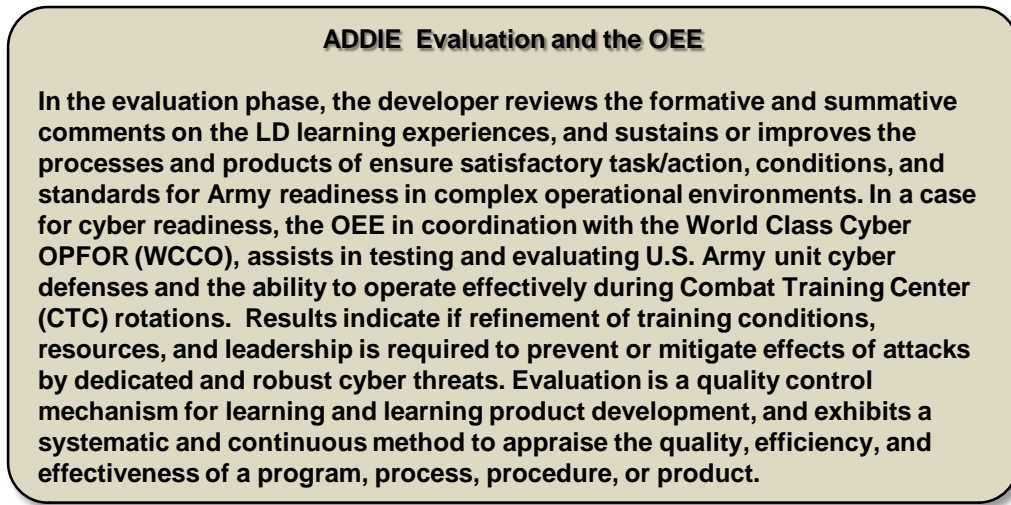 ADDIE Evaluation and the OEE
In the evaluation phase, the developer reviews the formative and summative
comments on the LD learning experiences, and sustains or improves the
processes and products of ensure satisfactory task/action, conditions, and
standards for Army readiness in complex operational environments. In a case
for cyber readiness, the OEE in coordination with the World Class Cyber
OPFOR (WCCO), assists in testing and evaluating U.S. Army unit cyber
defenses and the ability to operate effectively during Combat Training Center
(CTC) rotations. Results indicate if refinement of training conditions,
resources, and leadership is required to prevent or mitigate effects of attacks
by dedicated and robust cyber threats. Evaluation is a quality control
mechanism for learning and learning product development, and exhibits a
systematic and continuous method to appraise the quality, efficiency, and
effectiveness of a program, process, procedure, or product.